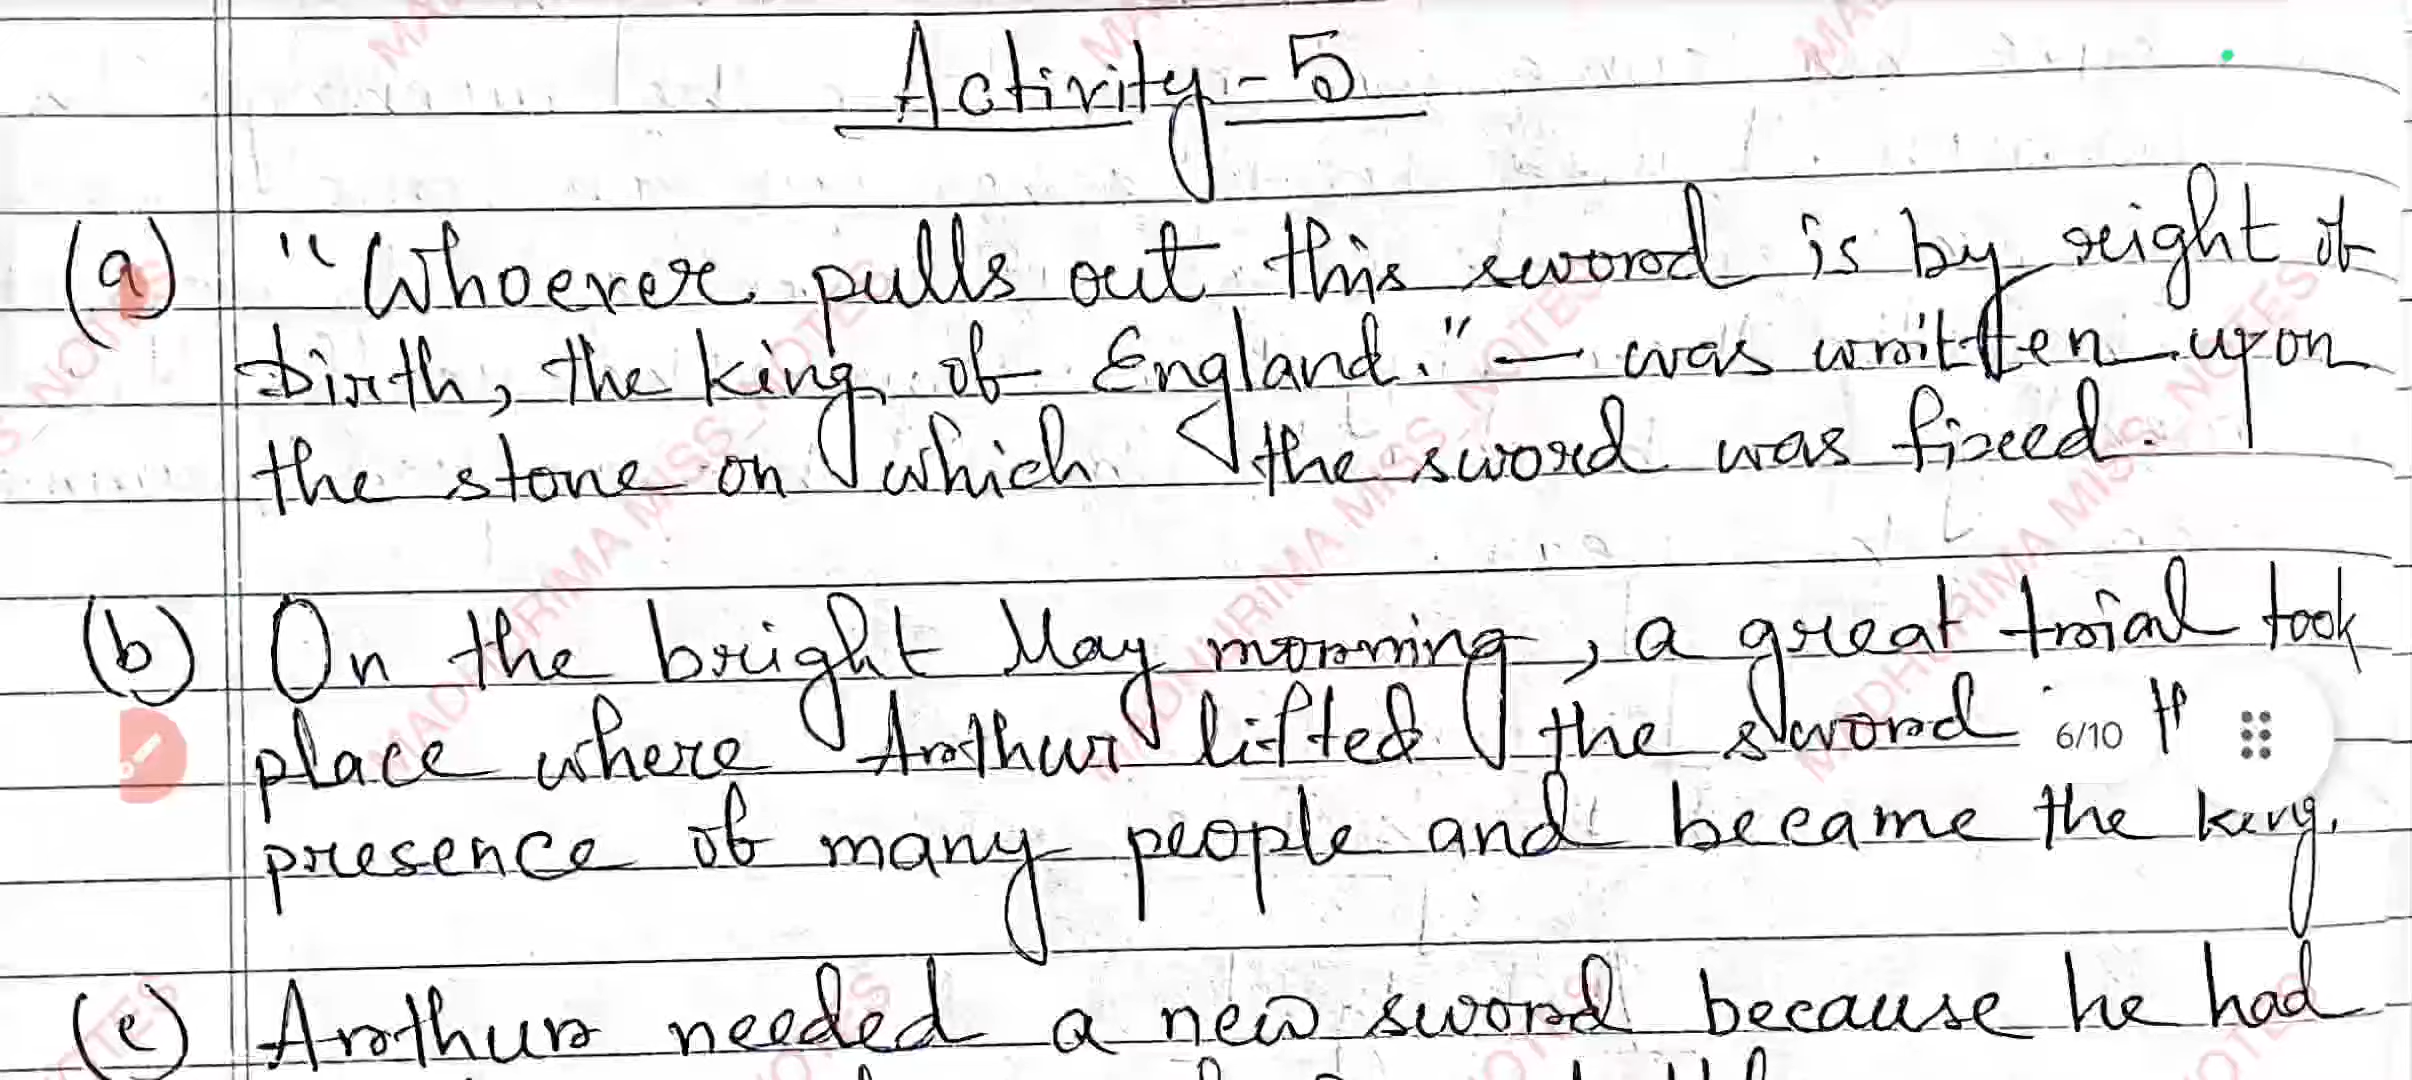 Activity-5
(a) "Whoever pulls out this sword is by right of
birth, the king of England." — was written upon
the stone on which the sword was fixed.
(b) On the bright May morning, a great trial took
place where Arthur lifted the sword
6/10
presence of many people and became the king.
(c) Arthur needed a new sword because he had
MADHURIMA MISS_NOTES